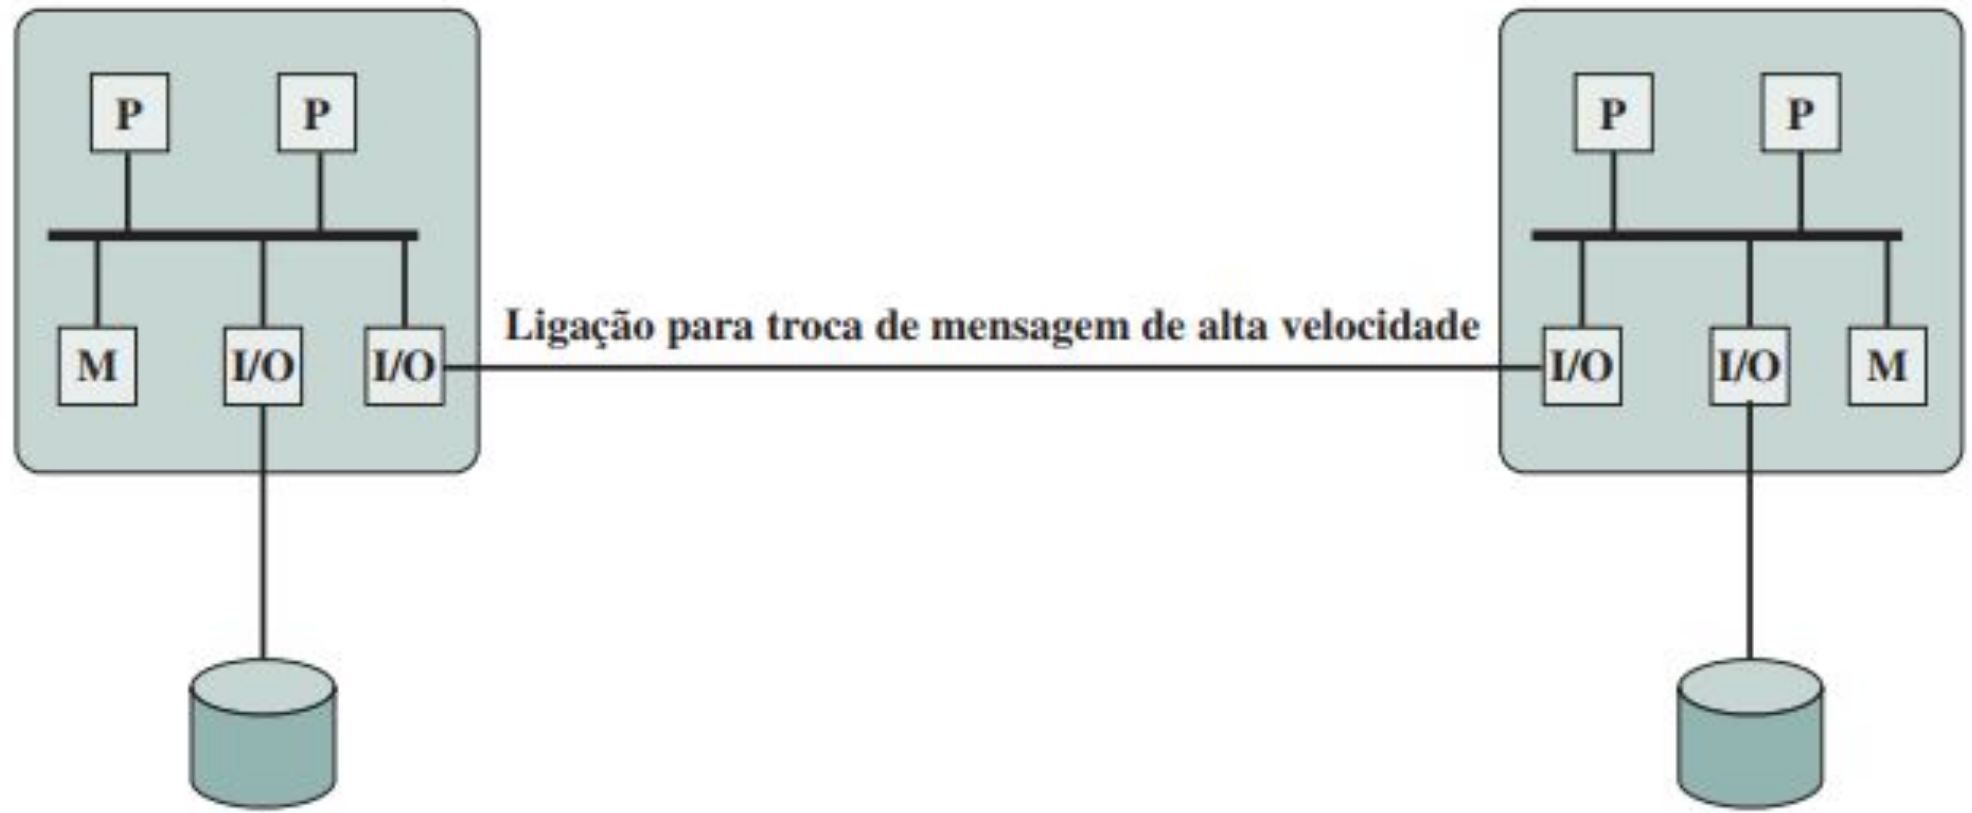 P P
P P
Ligação para troca de mensagem de alta velocidade
M I/O I/O
I/O I/O M